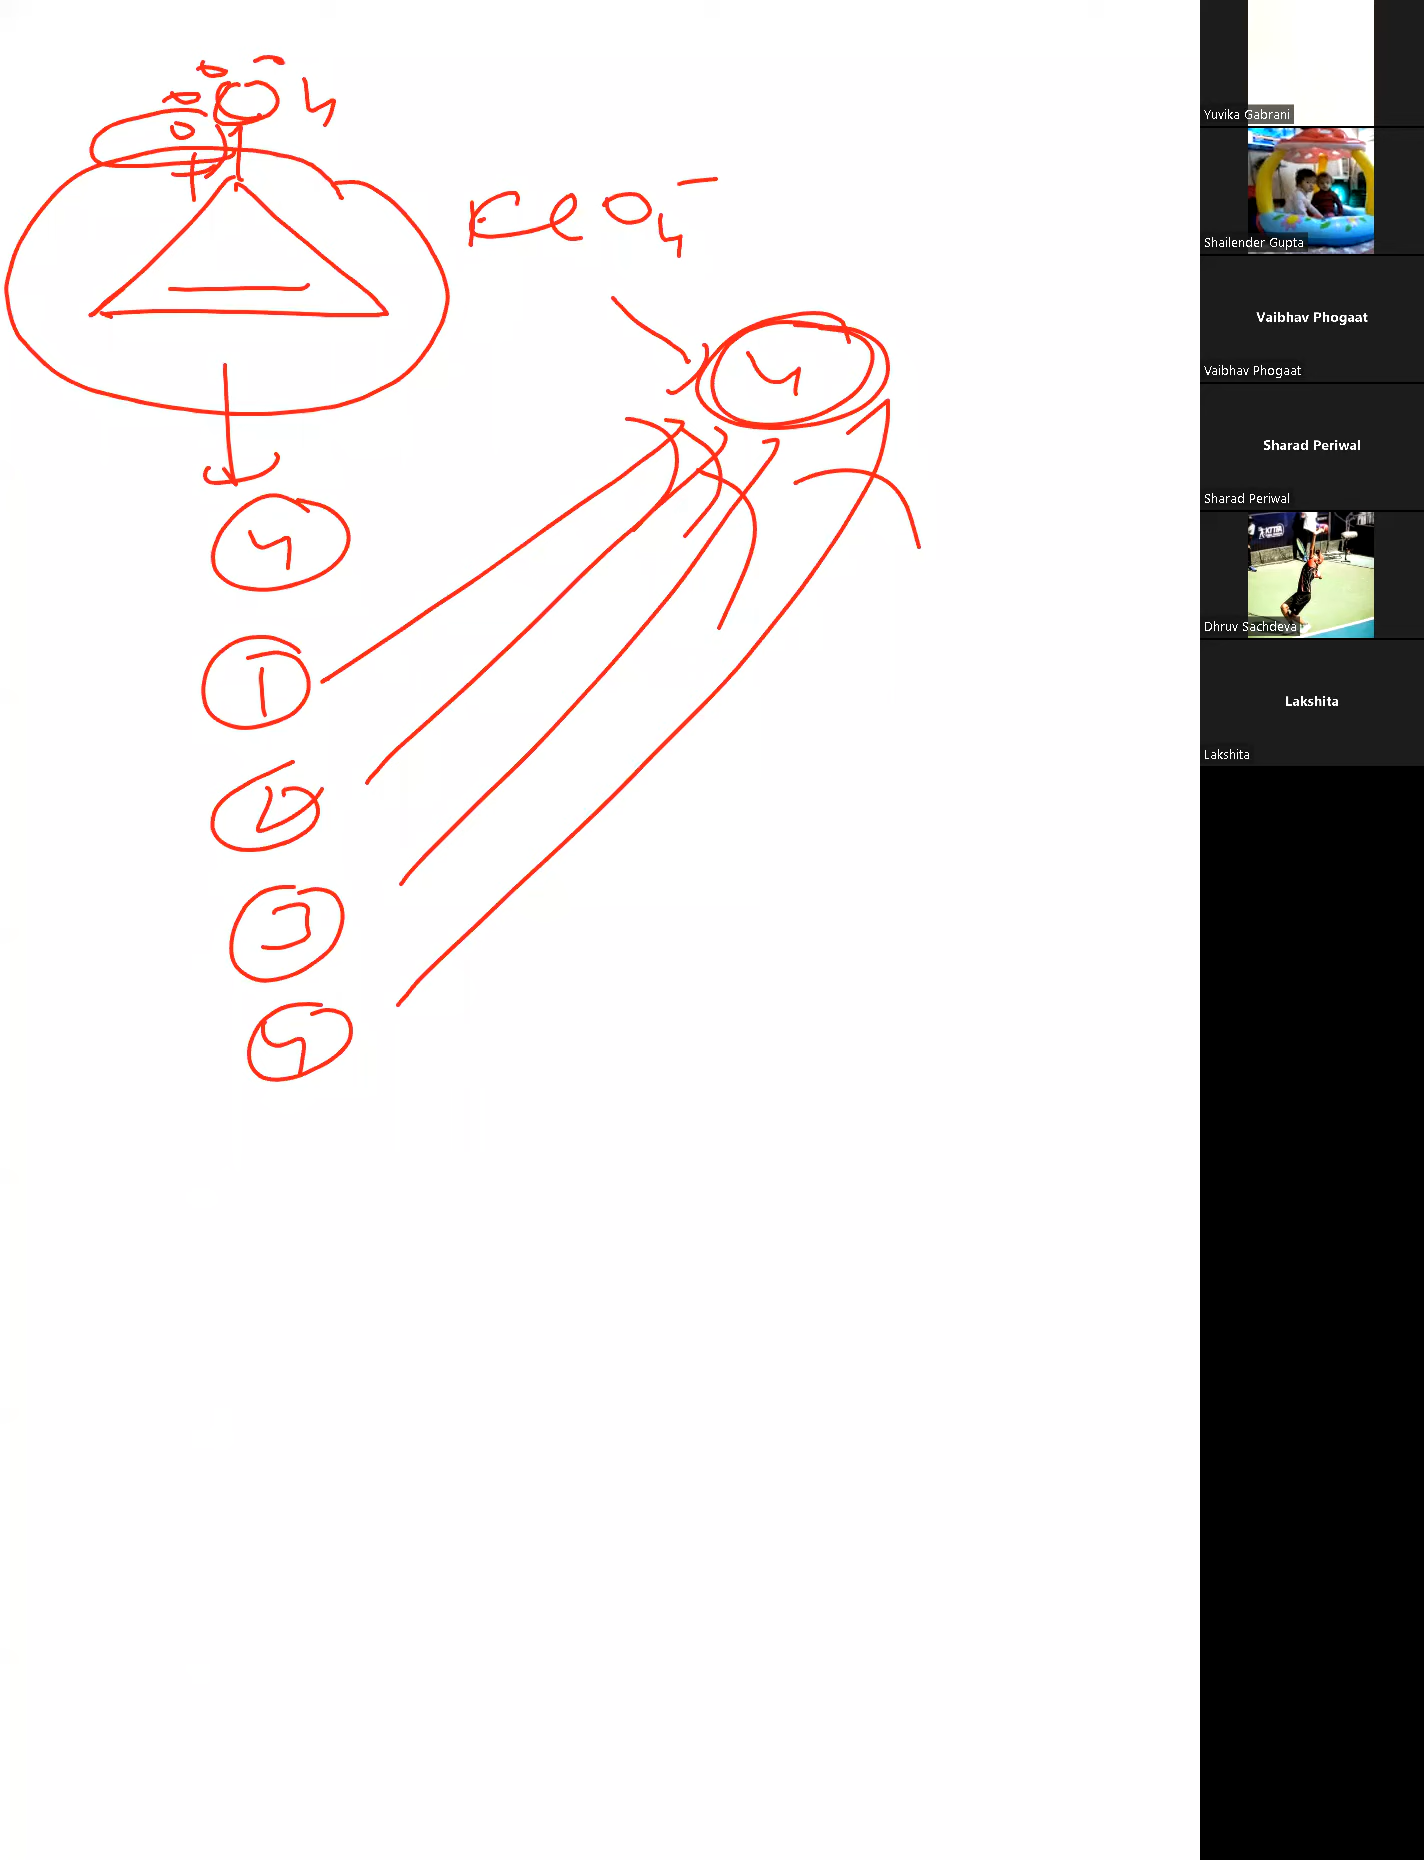 4
ClO4-
4
4
1
2
3
4
Yuvika Gabrani
Shailender Gupta
Vaibhav Phogaat
Vaibhav Phogaat
Sharad Periwal
Sharad Periwal
Dhruv Sachdeva
Lakshita
Lakshita